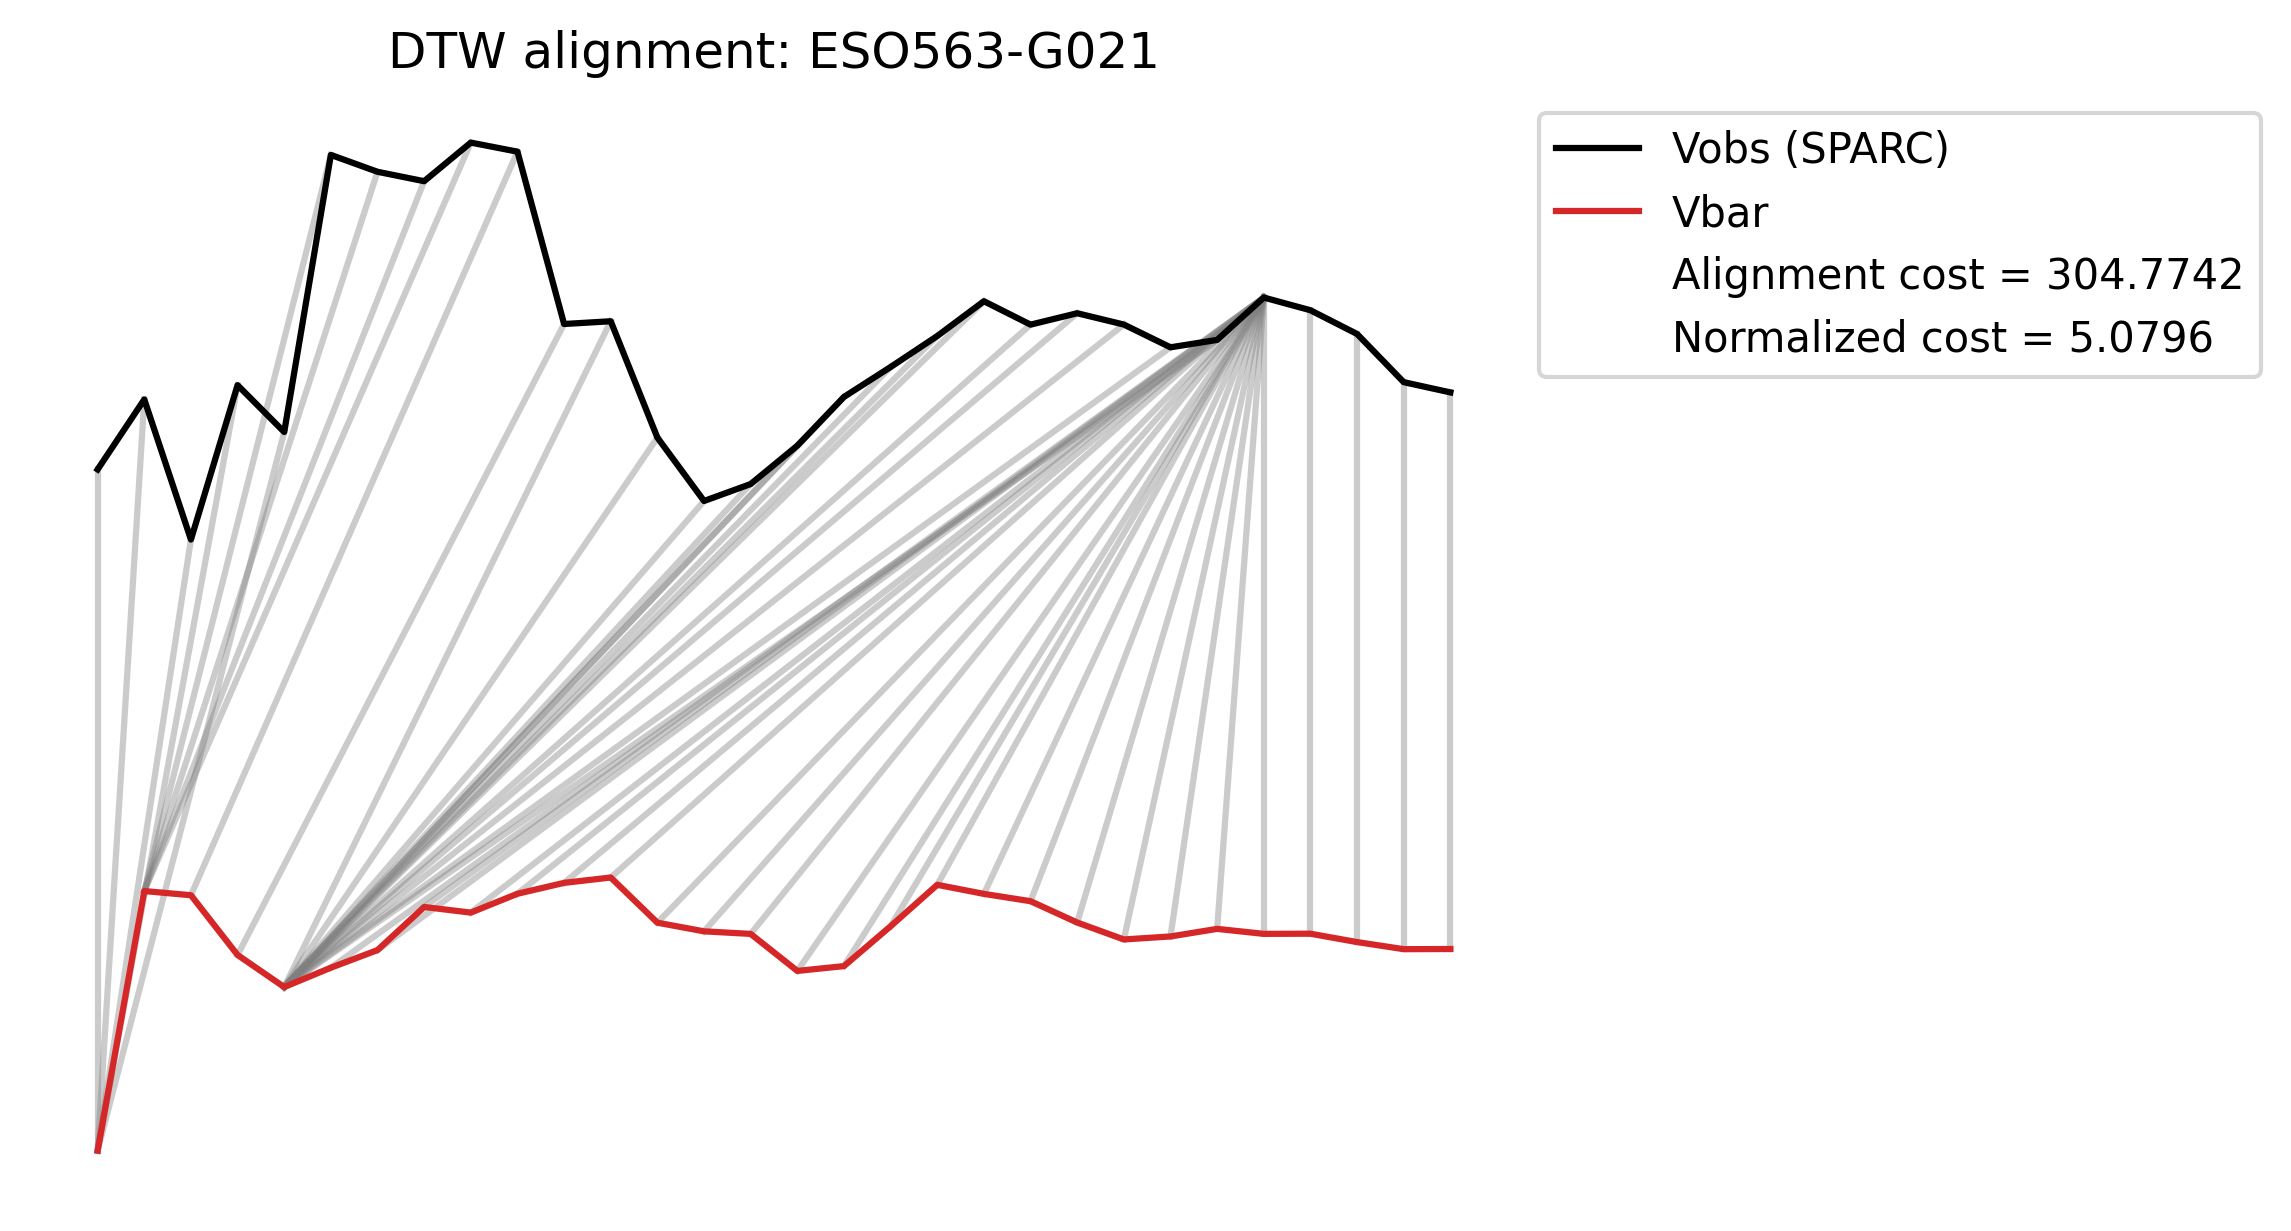 DTW alignment: ESO563-G021
Vobs (SPARC)
Vbar
Alignment cost = 304.7742
Normalized cost = 5.0796